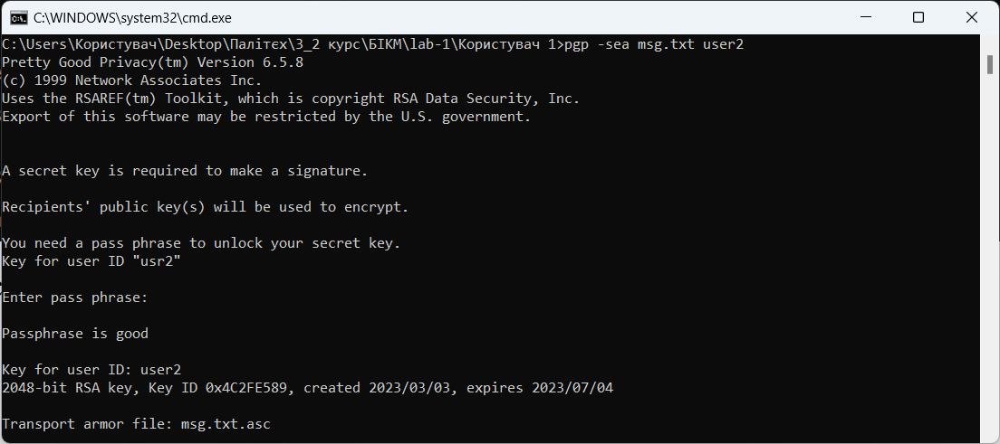 C:\WINDOWS\system32\cmd.exe
C:\Users\Користувач\Desktop\Палітєх\3_2 курс\БІКМ\lab-1\Користувач 1>pgp -sea msg.txt user2
Pretty Good Privacy(tm) Version 6.5.8
(c) 1999 Network Associates Inc.
Uses the RSAREF(tm) Toolkit, which is copyright RSA Data Security, Inc.
Export of this software may be restricted by the U.S. government.
A secret key is required to make a signature.
Recipients' public key(s) will be used to encrypt.
You need a pass phrase to unlock your secret key.
Key for user ID "usr2"
Enter pass phrase:
Passphrase is good
Key for user ID: user2
2048-bit RSA key, Key ID 0x4C2FE589, created 2023/03/03, expires 2023/07/04
Transport armor file: msg.txt.asc